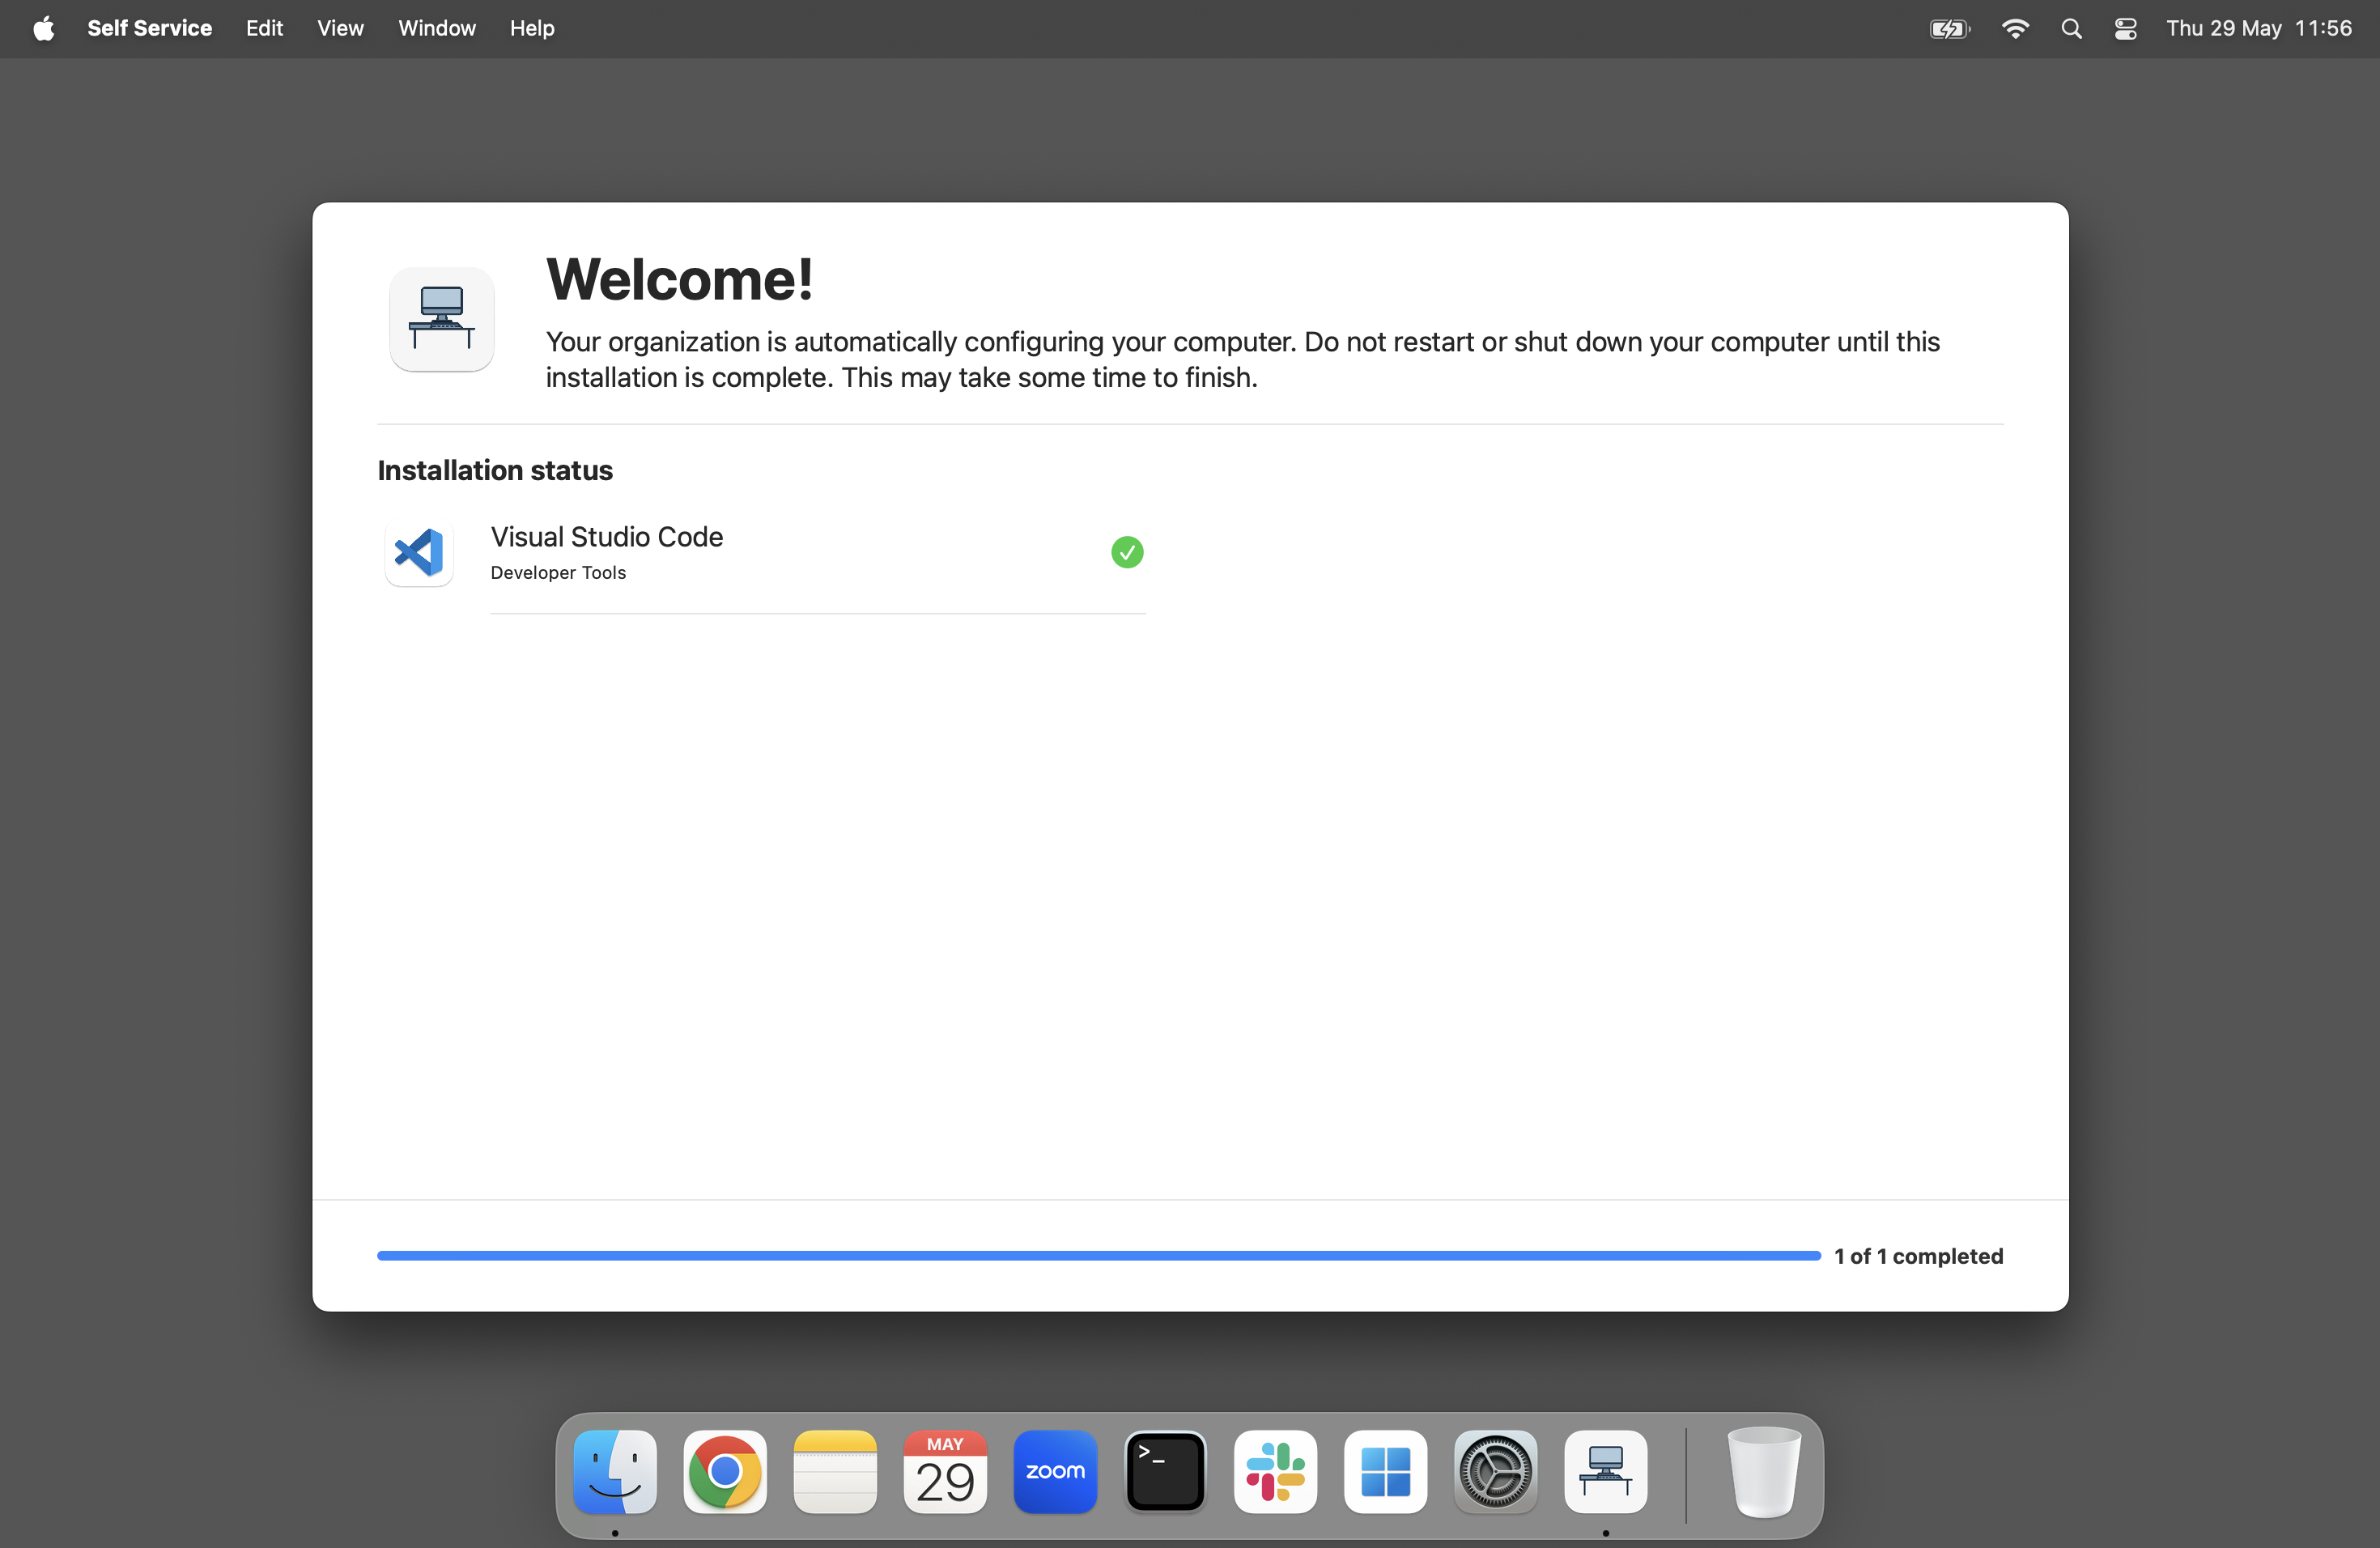 Self Service Edit View Window Help Thu 29 May 11:56
Welcome!
Your organization is automatically configuring your computer. Do not restart or shut down your computer until this
installation is complete. This may take some time to finish.
Installation status
Visual Studio Code
Developer Tools
1 of 1 completed
MAY
29
zoom
>_